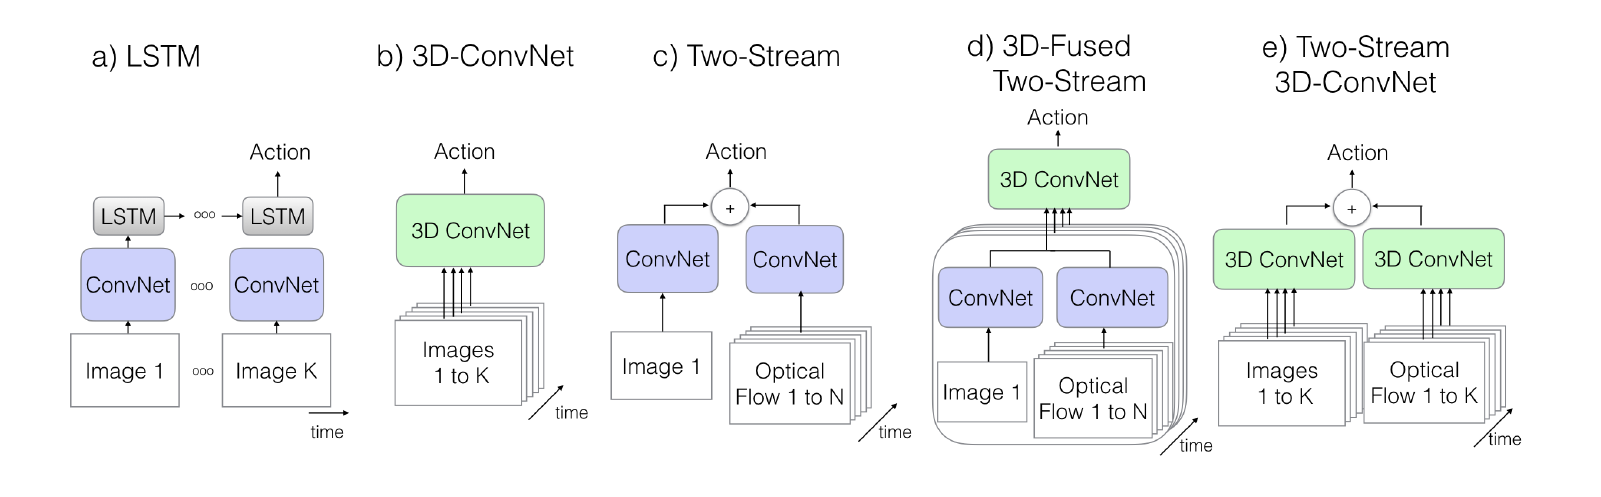 a) LSTM
Action
LSTM ooo LSTM
ConvNet ooo ConvNet
Image 1 ooo Image K
time
b) 3D-ConvNet
Action
3D ConvNet
Images
1 to K
time
c) Two-Stream
Action
+
ConvNet ConvNet
Image 1
Optical
Flow 1 to N
time
d) 3D-Fused
Two-Stream
Action
3D ConvNet
ConvNet ConvNet
Image 1
Optical
Flow 1 to N
time
e) Two-Stream
3D-ConvNet
Action
+
3D ConvNet 3D ConvNet
Images
1 to K
Optical
Flow 1 to K
time